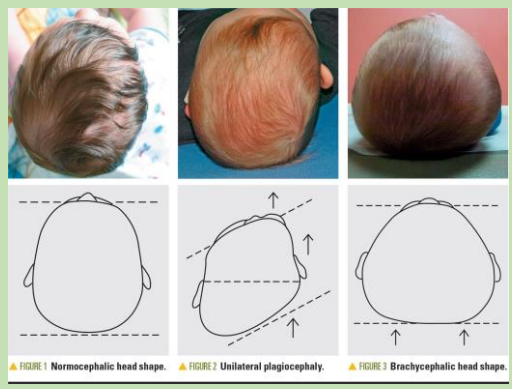 ▲ FIGURE 1 Normocephalic head shape.
▲ FIGURE 2 Unilateral plagiocephaly.
▲ FIGURE 3 Brachycephalic head shape.